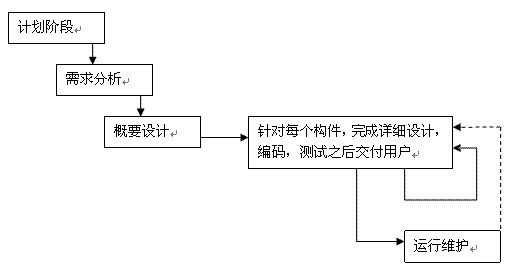 计划阶段
需求分析
概要设计
针对每个构件，完成详细设计，
编码，测试之后交付用户
运行维护